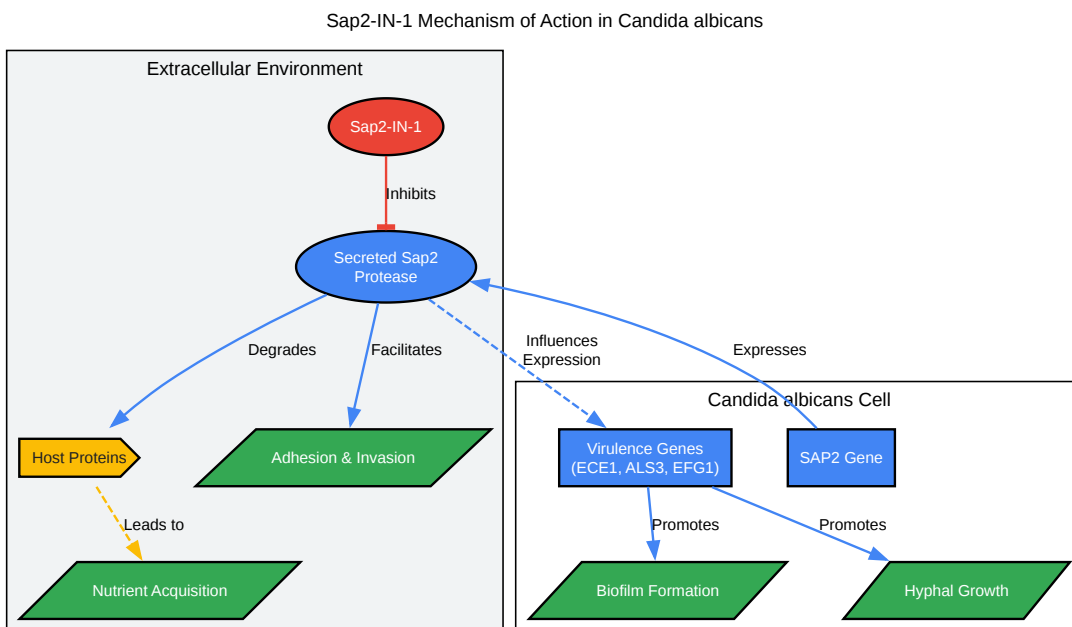 Sap2-IN-1 Mechanism of Action in Candida albicans
Extracellular Environment
Sap2-IN-1
Inhibits
Secreted Sap2
Protease
Degrades
Facilitates
Influences
Expression
Expresses
Candida albicans Cell
Host Proteins
Adhesion & Invasion
Virulence Genes
(ECE1, ALS3, EFG1)
SAP2 Gene
Leads to
Promotes
Promotes
Nutrient Acquisition
Biofilm Formation
Hyphal Growth